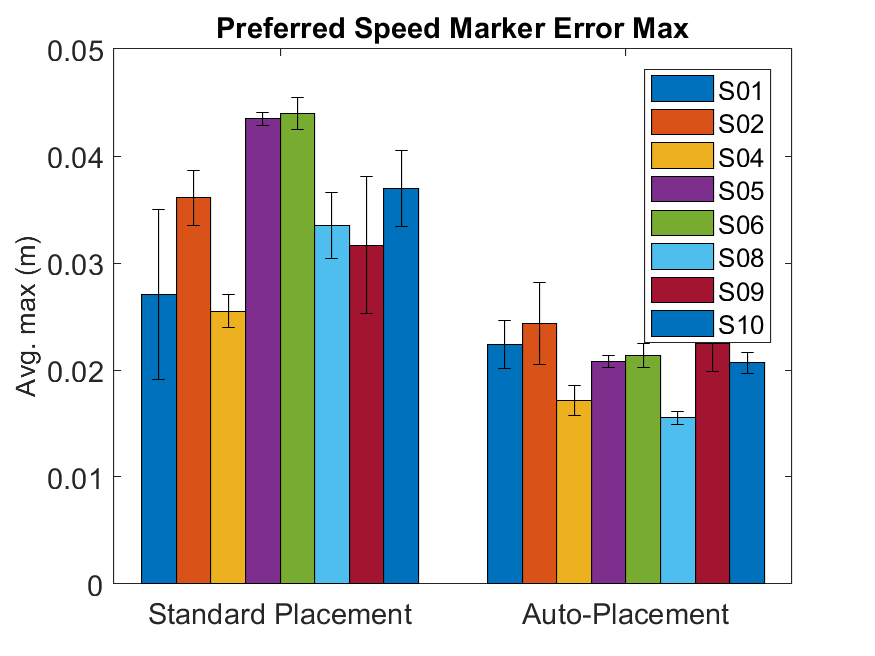 Preferred Speed Marker Error Max
Avg. max (m)
0.05
0.04
0.03
0.02
0.01
0
Standard Placement
Auto-Placement
S01
S02
S04
S05
S06
S08
S09
S10